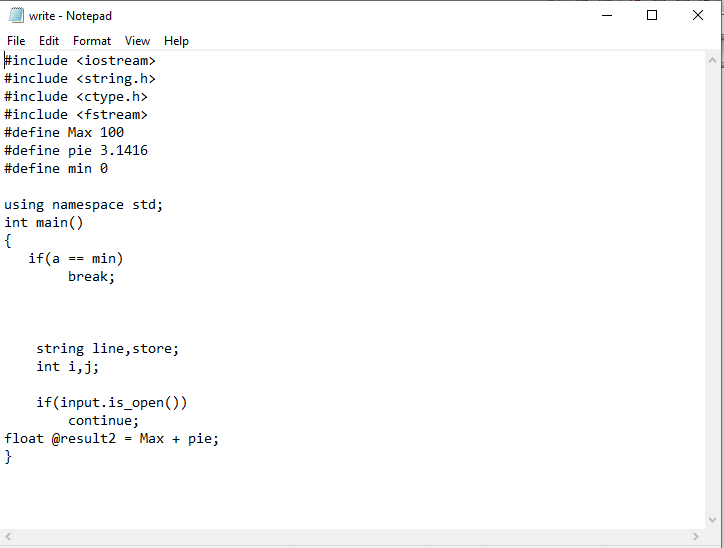 write - Notepad
File Edit Format View Help
#include <iostream>
#include <string.h>
#include <ctype.h>
#include <fstream>
#define Max 100
#define pie 3.1416
#define min 0
using namespace std;
int main()
{
if(a == min)
break;
string line,store;
int i,j;
if(input.is_open())
continue;
float @result2 = Max + pie;
}